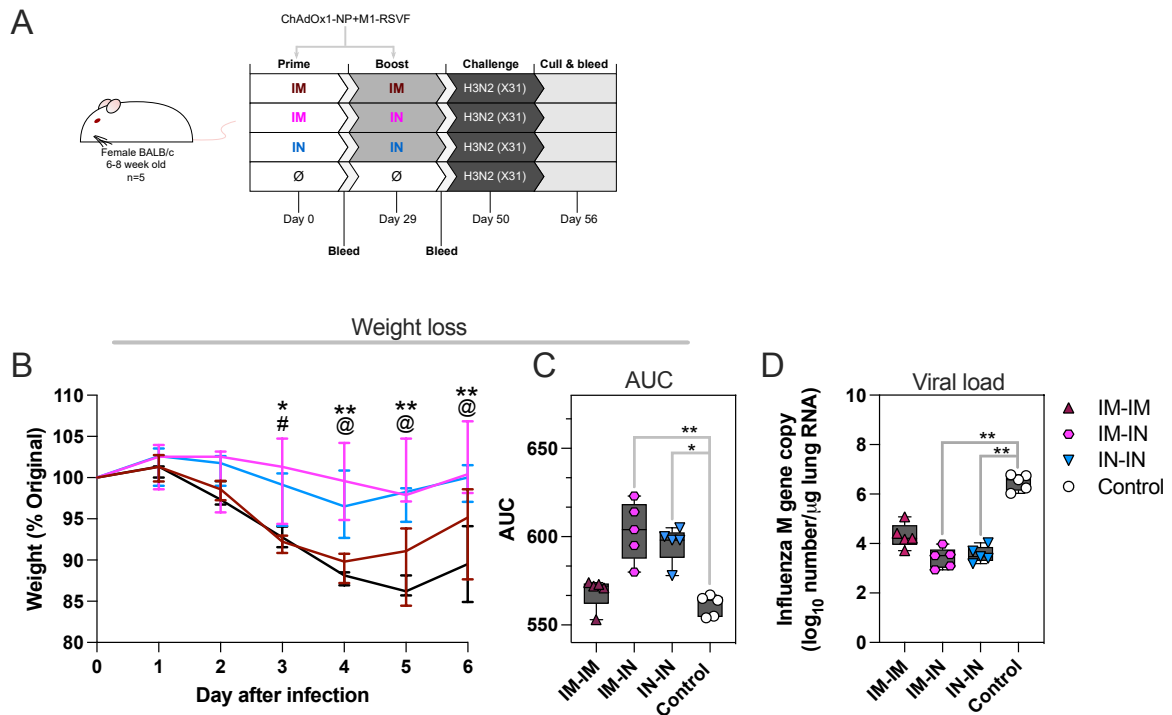 A
ChAdOx1-NP+M1-RSVF
Prime Boost Challenge Cull & bleed
IM IM H3N2 (X31)
IM IN H3N2 (X31)
IN IN H3N2 (X31)
Ø Ø H3N2 (X31)
Female BALB/c
6-8 week old
n=5
Day 0 Day 29 Day 50 Day 56
Bleed Bleed
Weight loss
B
Weight (% Original)
110
105
100
95
90
85
80
0 1 2 3 4 5 6
Day after infection
* ** ** **
# @ @ @
C
AUC
AUC
650
600
550
**
*
IM-IM IM-IN IN-IN Control
D
Viral load
Influenza M gene copy
(log10 number/μg lung RNA)
10
8
6
4
2
0
**
**
IM-IM IM-IN IN-IN Control
IM-IM
IM-IN
IN-IN
Control